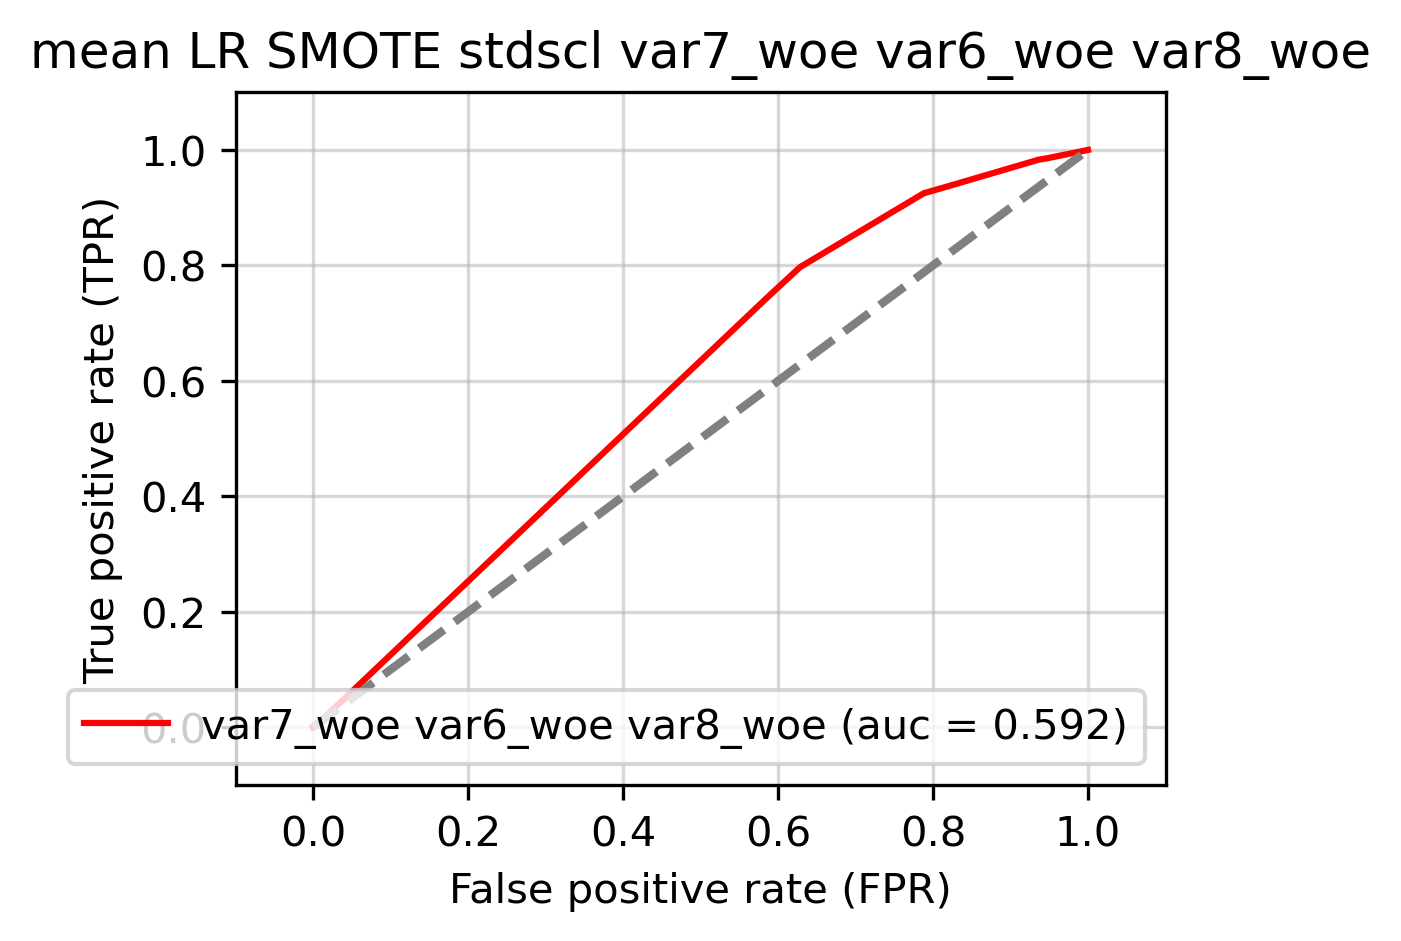 mean LR SMOTE stdscl var7_woe var6_woe var8_woe
True positive rate (TPR)
1.0
0.8
0.6
0.4
0.2
0.0
var7_woe var6_woe var8_woe (auc = 0.592)
0.0 0.2 0.4 0.6 0.8 1.0
False positive rate (FPR)